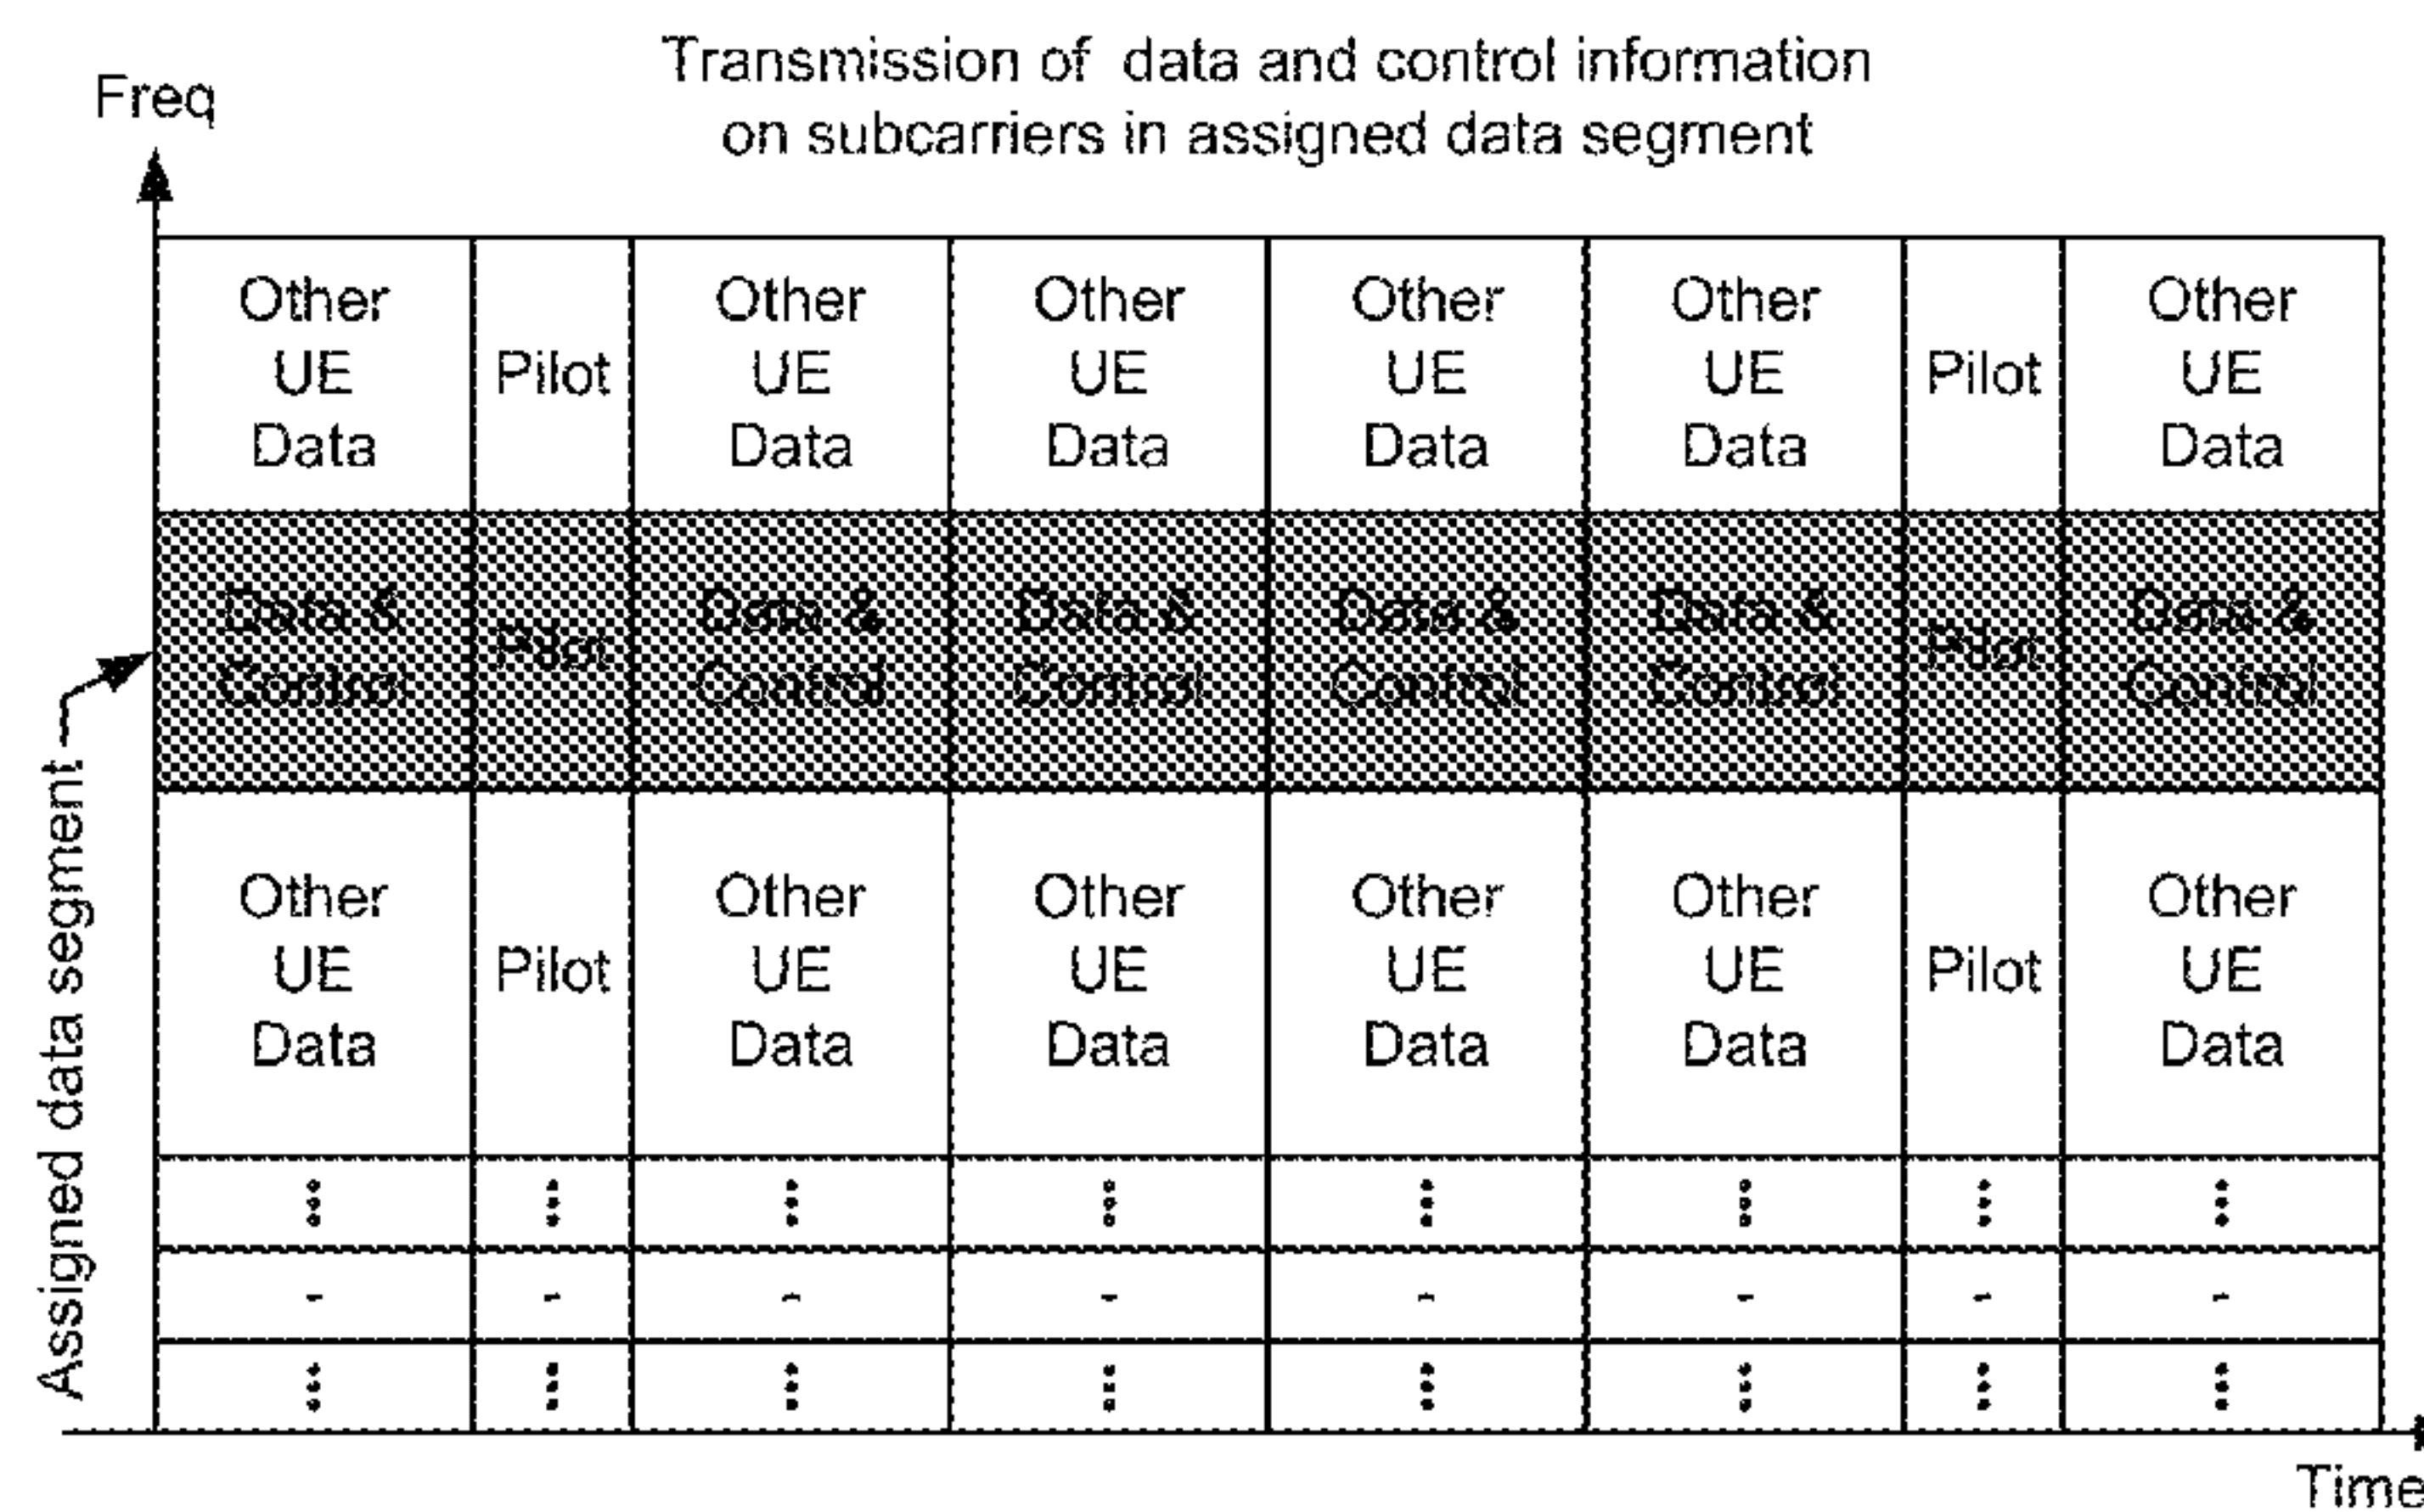 Transmission of data and control information
on subcarriers in assigned data segment
Freq
Other Other Other Other Other Other
UE Pilot UE UE UE UE Pilot UE
Data Data Data Data Data Data
Data & Data & Data & Data & Data & Data &
Pilot Pilot
Control Control Control Control Control Control
Assigned data segment
Other Other Other Other Other Other
UE Pilot UE UE UE UE Pilot UE
Data Data Data Data Data Data
Time